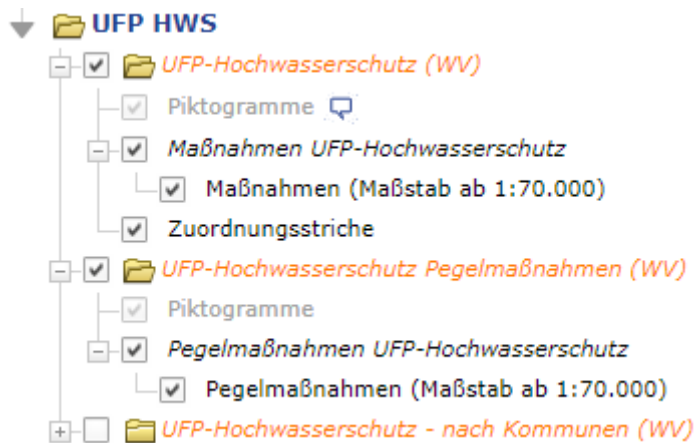 UFP HWS
UFP-Hochwasserschutz (WV)
Piktogramme
Maßnahmen UFP-Hochwasserschutz
Maßnahmen (Maßstab ab 1:70.000)
Zuordnungsstriche
UFP-Hochwasserschutz Pegelmaßnahmen (WV)
Piktogramme
Pegelmaßnahmen UFP-Hochwasserschutz
Pegelmaßnahmen (Maßstab ab 1:70.000)
UFP-Hochwasserschutz - nach Kommunen (WV)